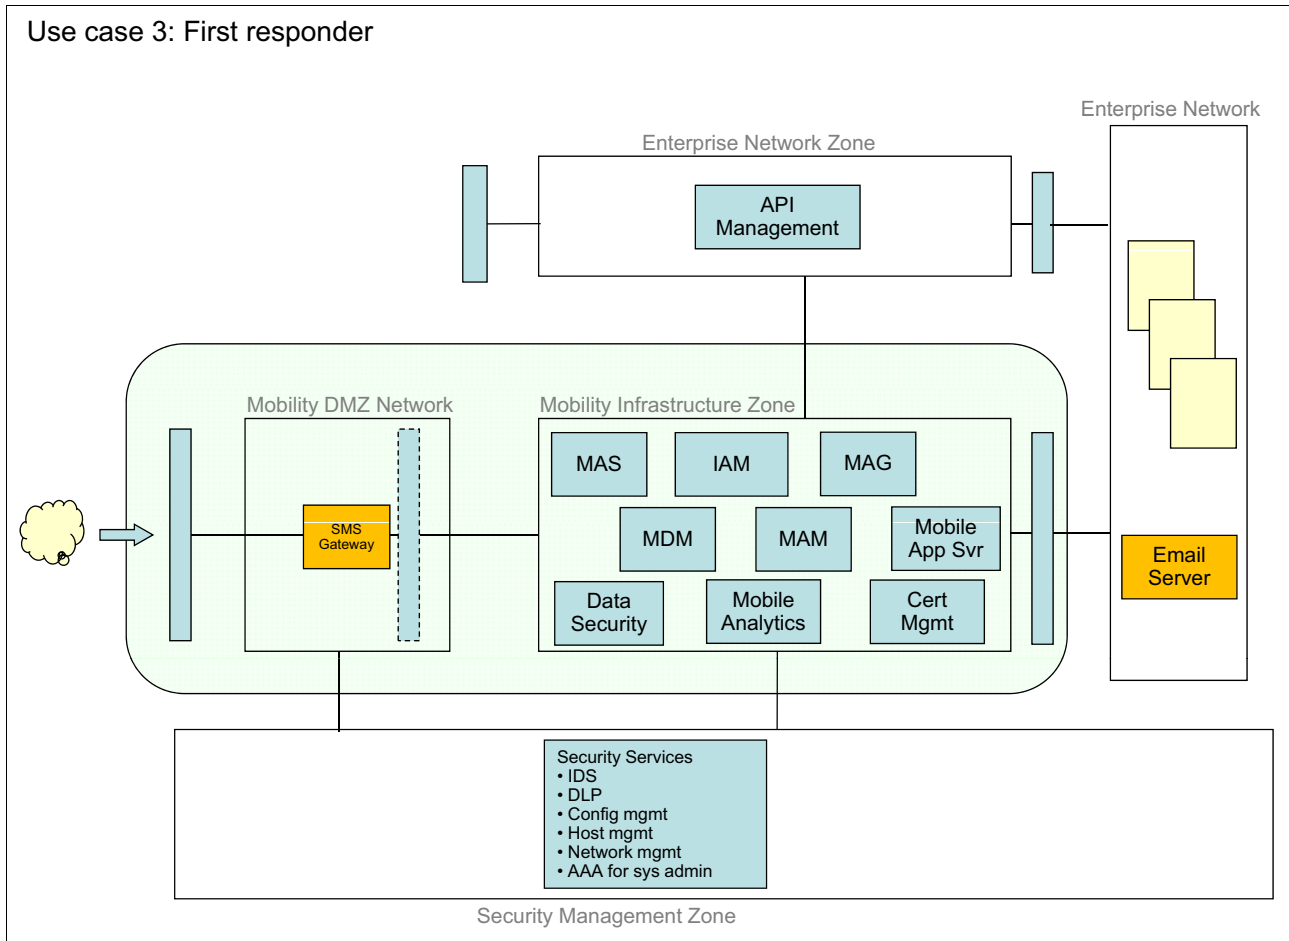 Use case 3: First responder
Enterprise Network
Enterprise Network Zone
API
Management
Mobility DMZ Network
Mobility Infrastructure Zone
MAS
IAM
MAG
SMS
Gateway
MDM
MAM
Mobile
App Svr
Email
Server
Data
Security
Mobile
Analytics
Cert
Mgmt
Security Services
• IDS
• DLP
• Config mgmt
• Host mgmt
• Network mgmt
• AAA for sys admin
Security Management Zone